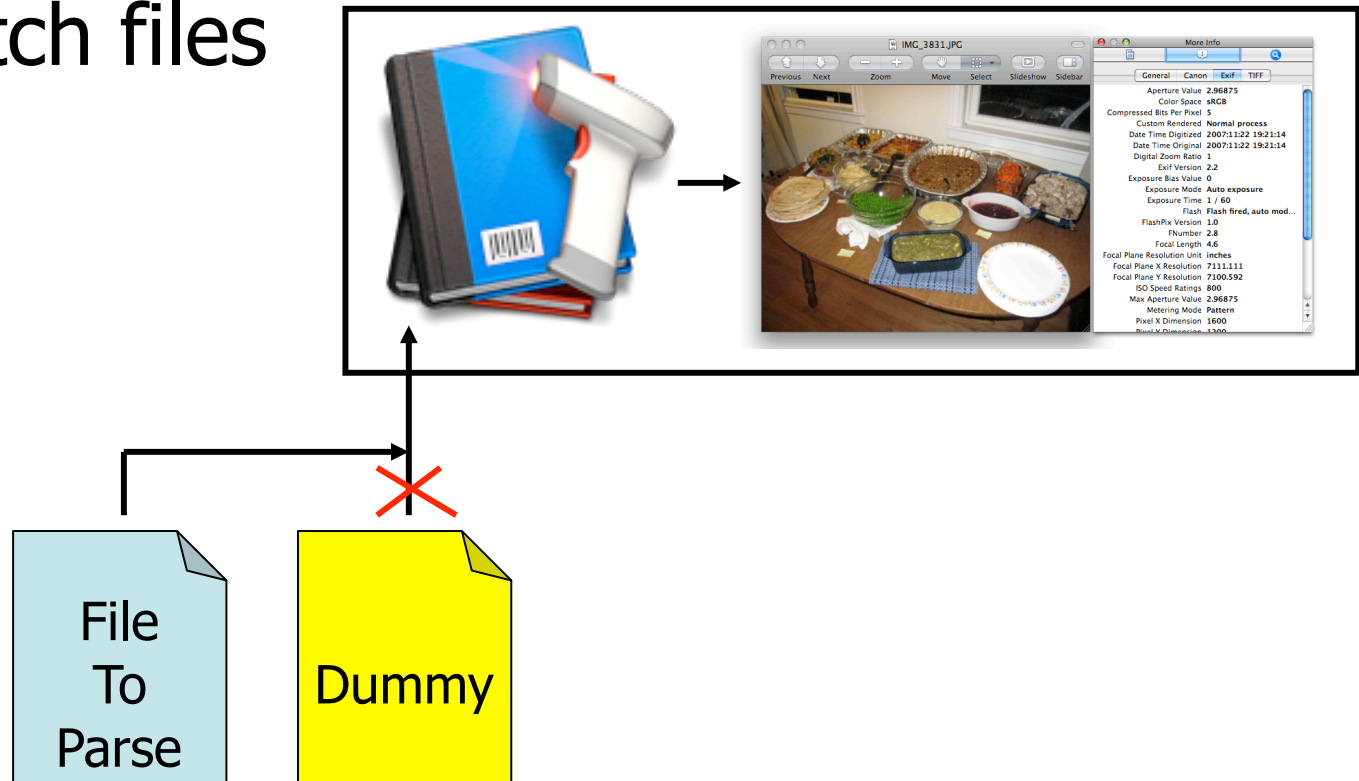 tch files
IMG_3831.JPG
Previous Next Zoom Move Select Slideshow Sidebar
More Info
General Canon Exif TIFF
Aperture Value 2.96875
Color Space sRGB
Compressed Bits Per Pixel 5
Custom Rendered Normal process
Date Time Digitized 2007:11:22 19:21:14
Date Time Original 2007:11:22 19:21:14
Digital Zoom Ratio 1
Exif Version 2.2
Exposure Bias Value 0
Exposure Mode Auto exposure
Exposure Time 1 / 60
Flash Flash fired, auto mod...
FlashPix Version 1.0
FNumber 2.8
Focal Length 4.6
Focal Plane Resolution Unit inches
Focal Plane X Resolution 7111.111
Focal Plane Y Resolution 7100.592
ISO Speed Ratings 800
Max Aperture Value 2.96875
Metering Mode Pattern
Pixel X Dimension 1600
Pixel Y Dimension 1200
File
To
Parse
Dummy